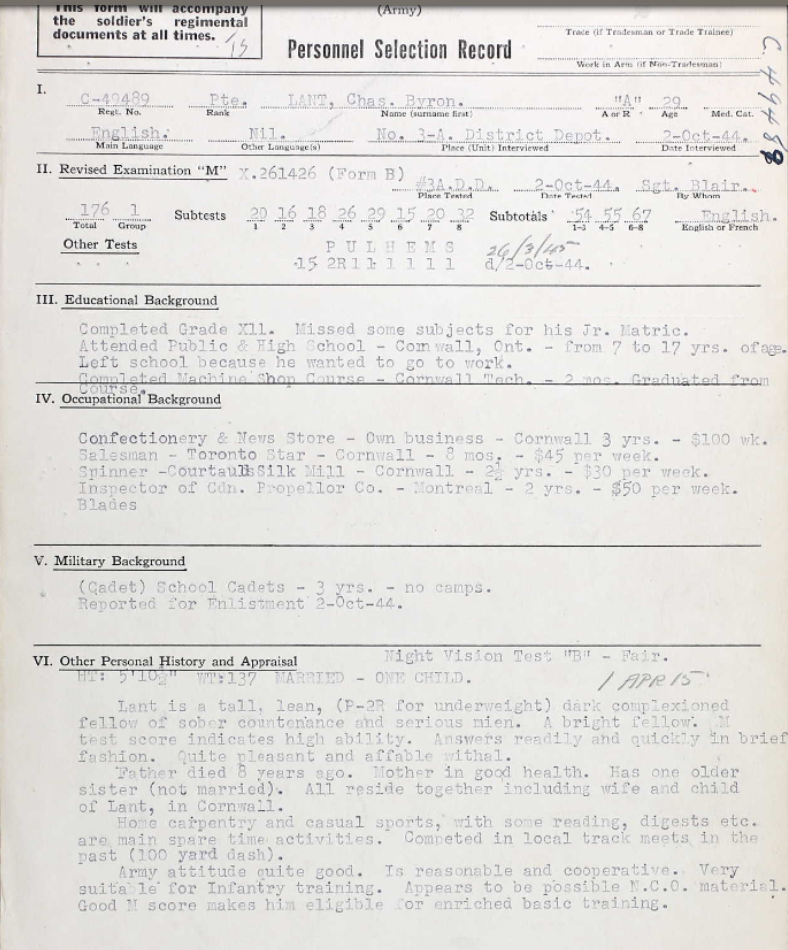 This form will accompany
the soldier's regimental
documents at all times.
15
(Army)
Personnel Selection Record
Trace (if Tradesman or Trade Trainee)
Work in Arm (if Non-Tradesman)
C 49489
I.
C-49489 Pte. LANT, Chas. Byron. "A" 29
Regt. No. Rank Name (surname first) A or R Age Med. Cat.
English. Nil. No. 3-A. District Depot. 2-Oct-44.
Main Language Other Language(s) Place (Unit) Interviewed Date Interviewed
II. Revised Examination "M" X.261426 (Form B)
#3A.D.D. 2-Oct-44. Sgt. Blair.
Place Tested Date Tested By Whom
176 1 Subtests 20 16 18 26 29 15 20 32 Subtotals 54 55 67 English.
Total Group 1 2 3 4 5 6 7 8 1-3 4-5 6-8 English or French
Other Tests P U L H E M S 26/3/45
15 2R 1 1 1 1 1 1 d/2-Oct-44.
III. Educational Background
Completed Grade X11. Missed some subjects for his Jr. Matric.
Attended Public & High School - Cornwall, Ont. - from 7 to 17 yrs. of age.
Left school because he wanted to go to work.
Completed Machine Shop Course - Cornwall Tech. - 2 mos. Graduated from
Course.
IV. Occupational Background
Confectionery & News Store - Own business - Cornwall 3 yrs. - $100 wk.
Salesman - Toronto Star - Cornwall - 8 mos. - $45 per week.
Spinner -Courtaulds Silk Mill - Cornwall - 2½ yrs. - $30 per week.
Inspector of Cdn. Propellor Co. - Montreal - 2 yrs. - $50 per week.
Blades
V. Military Background
(Cadet) School Cadets - 3 yrs. - no camps.
Reported for Enlistment 2-Oct-44.
VI. Other Personal History and Appraisal Night Vision Test "B" - Fair.
HT: 5'10½" WT:137 MARRIED - ONE CHILD. 1 APR 15
Lant is a tall, lean, (P-2R for underweight) dark complexioned
fellow of sober countenance and serious mien. A bright fellow. M
test score indicates high ability. Answers readily and quickly in brief
fashion. Quite pleasant and affable withal.
Father died 8 years ago. Mother in good health. Has one older
sister (not married). All reside together including wife and child
of Lant, in Cornwall.
Home carpentry and casual sports, with some reading, digests etc.
are main spare time activities. Competed in local track meets in the
past (100 yard dash).
Army attitude quite good. Is reasonable and cooperative. Very
suitable for Infantry training. Appears to be possible N.C.O. material.
Good M score makes him eligible for enriched basic training.